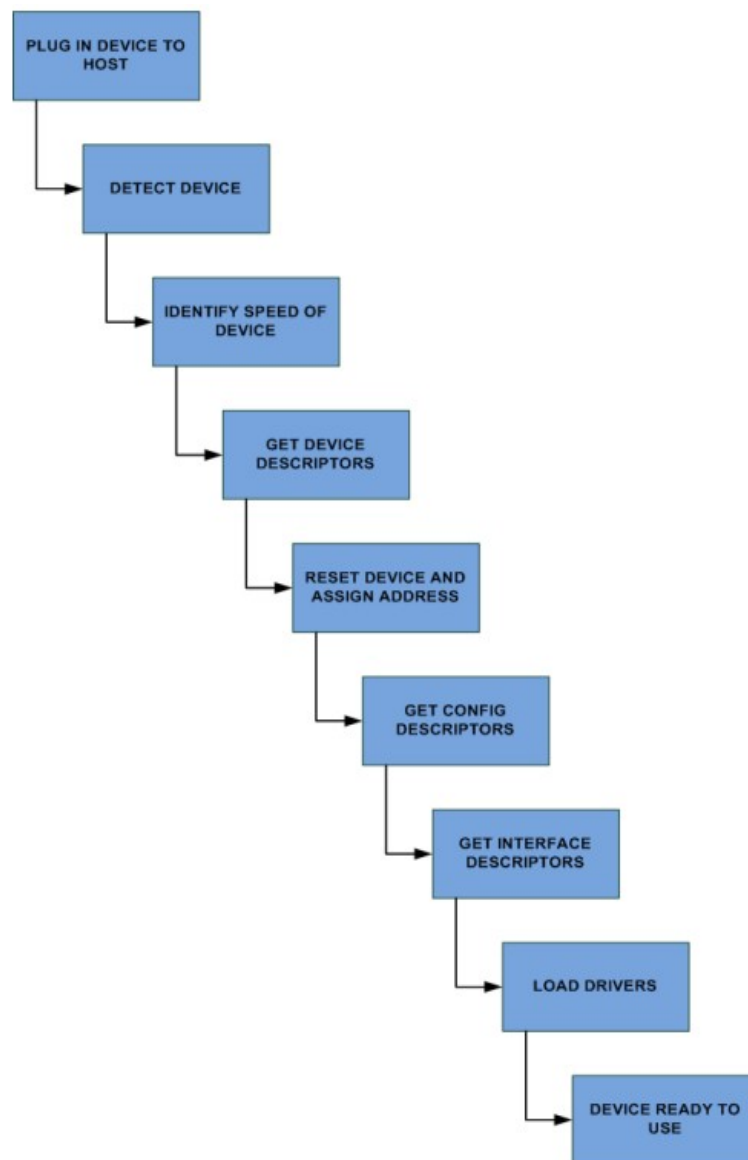 PLUG IN DEVICE TO
HOST
DETECT DEVICE
IDENTIFY SPEED OF
DEVICE
GET DEVICE
DESCRIPTORS
RESET DEVICE AND
ASSIGN ADDRESS
GET CONFIG
DESCRIPTORS
GET INTERFACE
DESCRIPTORS
LOAD DRIVERS
DEVICE READY TO
USE